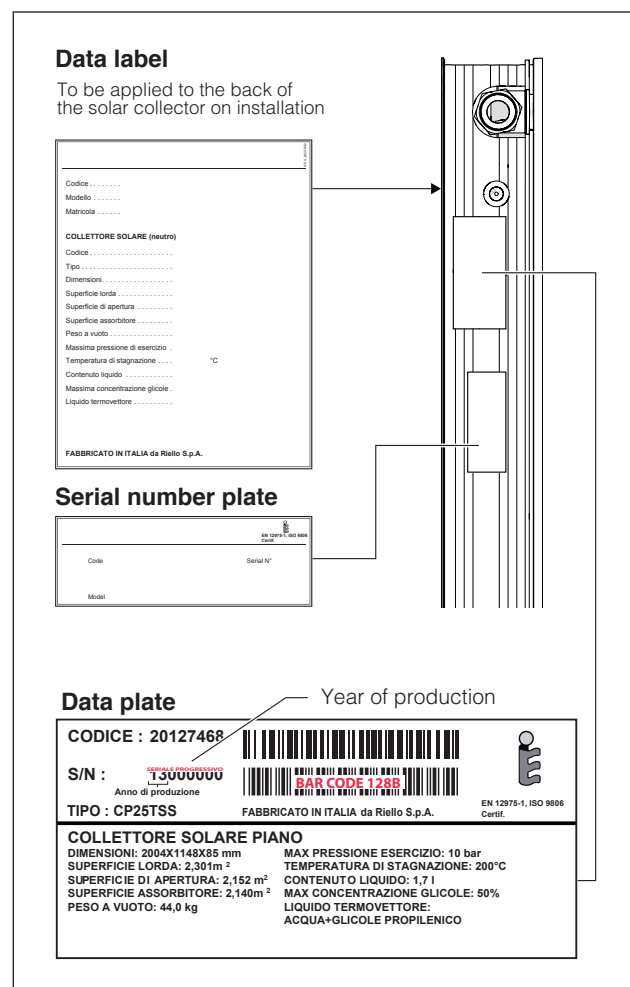 Data label
To be applied to the back of
the solar collector on installation
Codice . . . . . . . .
Modello . . . . . . .
Matricola . . . . . .
COLLETTORE SOLARE (neutro)
Codice . . . . . . . . . . . . . . . . . . . . .
Tipo . . . . . . . . . . . . . . . . . . . . . . .
Dimensioni. . . . . . . . . . . . . . . . . . .
Superficie lorda . . . . . . . . . . . . . .
Superficie di apertura . . . . . . . . .
Superficie assorbitore . . . . . . . . .
Peso a vuoto . . . . . . . . . . . . . . . .
Massima pressione di esercizio .
Temperatura di stagnazione . . . . °C
Contenuto liquido . . . . . . . . . . . .
Massima concentrazione glicole .
Liquido termovettore . . . . . . . . . .
FABBRICATO IN ITALIA da Riello S.p.A.
Serial number plate
EN 12975-1, ISO 9806
Certif.
Code Serial N°
Model
Data plate
Year of production
CODICE : 20127468
SERIALE PROGRESSIVO
S/N : 13000000
BAR CODE 128B
Anno di produzione
TIPO : CP25TSS
FABBRICATO IN ITALIA da Riello S.p.A.
EN 12975-1, ISO 9806
Certif.
COLLETTORE SOLARE PIANO
DIMENSIONI: 2004X1148X85 mm
SUPERFICIE LORDA: 2,301m ²
SUPERFICIE DI APERTURA: 2,152 m²
SUPERFICIE ASSORBITORE: 2,140m ²
PESO A VUOTO: 44,0 kg
MAX PRESSIONE ESERCIZIO: 10 bar
TEMPERATURA DI STAGNAZIONE: 200°C
CONTENUTO LIQUIDO: 1,7 l
MAX CONCENTRAZIONE GLICOLE: 50%
LIQUIDO TERMOVETTORE:
ACQUA+GLICOLE PROPILENICO